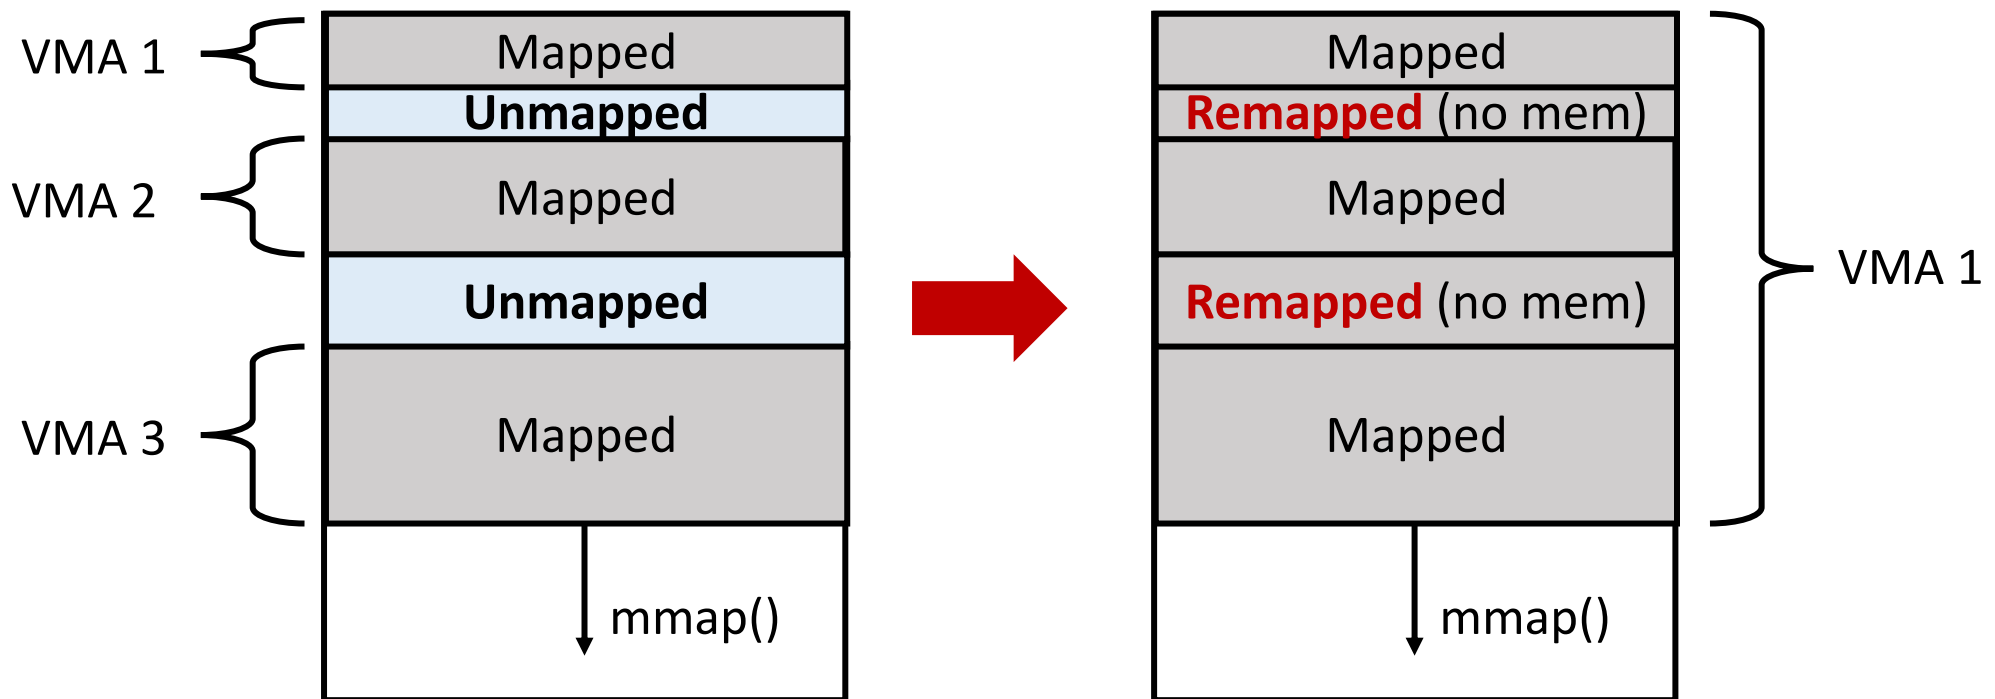 VMA 1
Mapped
Unmapped
VMA 2
Mapped
Unmapped
VMA 3
Mapped
mmap()
Mapped
Remapped (no mem)
Mapped
Remapped (no mem)
Mapped
VMA 1
mmap()